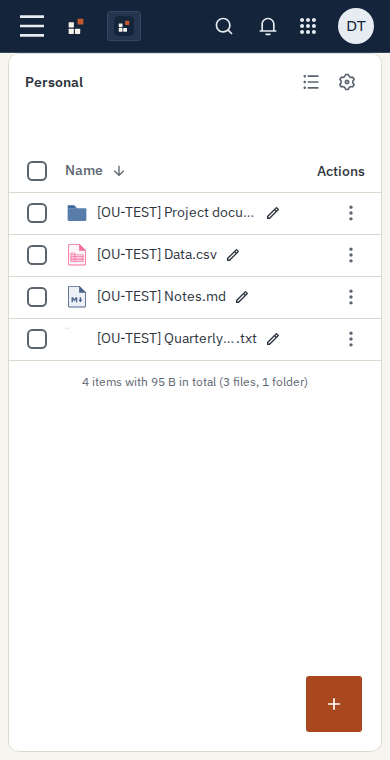 DT
Personal
Name
Actions
[OU-TEST] Project docu...
[OU-TEST] Data.csv
M
[OU-TEST] Notes.md
[OU-TEST] Quarterly... .txt
4 items with 95 B in total (3 files, 1 folder)